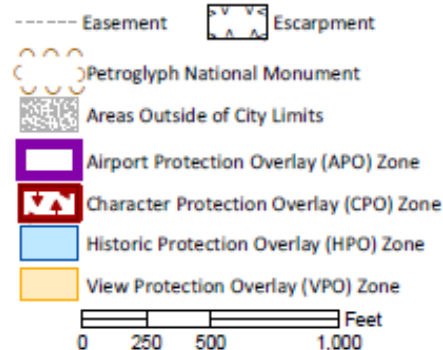 Easement Escarpment
Petroglyph National Monument
Areas Outside of City Limits
Airport Protection Overlay (APO) Zone
Character Protection Overlay (CPO) Zone
Historic Protection Overlay (HPO) Zone
View Protection Overlay (VPO) Zone
Feet
0 250 500 1,000